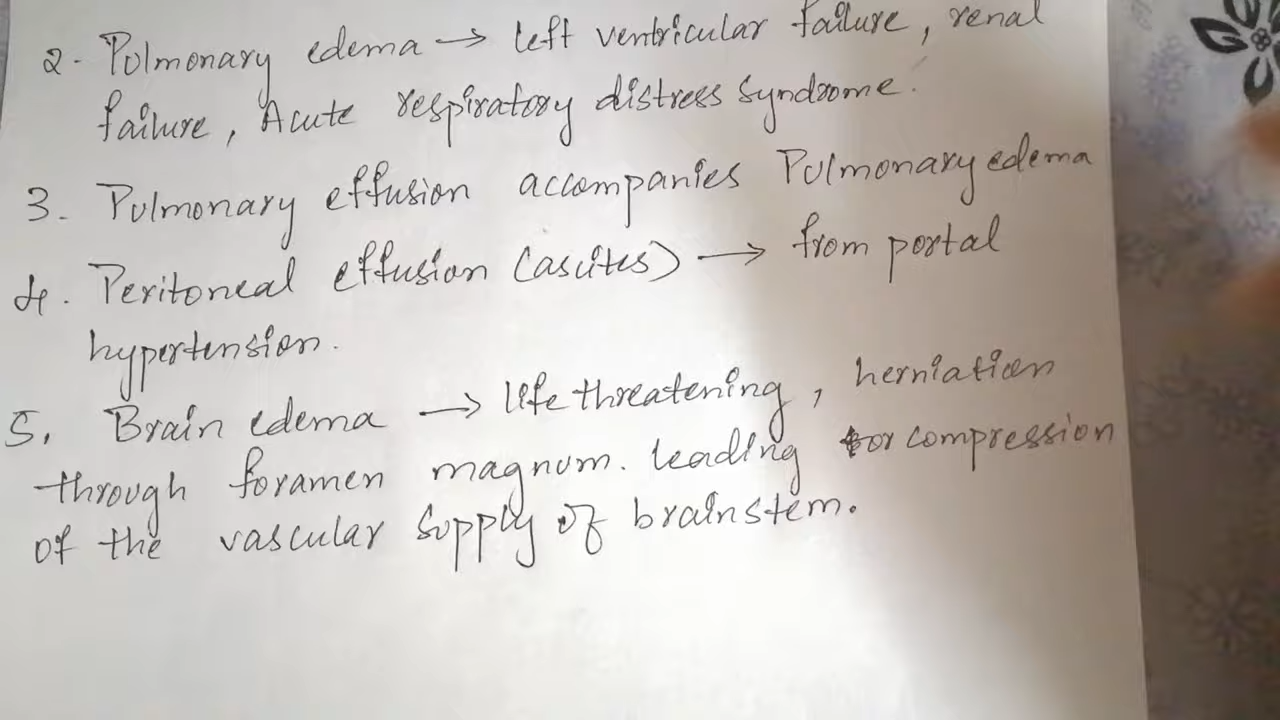 2. Pulmonary edema → left ventricular failure, renal
failure, Acute respiratory distress syndrome.
3. Pulmonary effusion accompanies Pulmonary edema
4. Peritoneal effusion (ascites) → from portal
hypertension.
5. Brain edema → life threatening, herniation
through foramen magnum. leading or compression
of the vascular supply of brainstem.